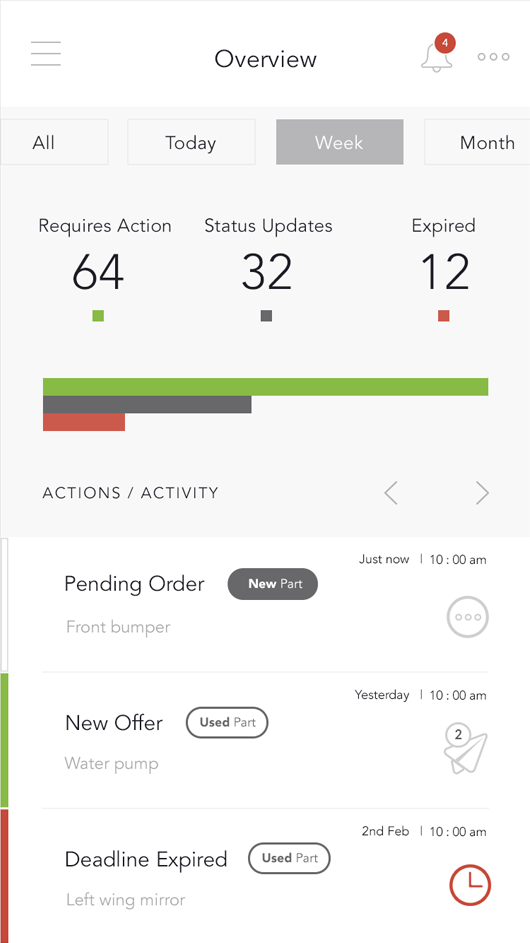 Overview
4
All Today Week Month
Requires Action Status Updates Expired
64 32 12
ACTIONS / ACTIVITY
Just now | 10 : 00 am
Pending Order New Part
Front bumper
Yesterday | 10 : 00 am
New Offer Used Part
2
Water pump
2nd Feb | 10 : 00 am
Deadline Expired Used Part
Left wing mirror